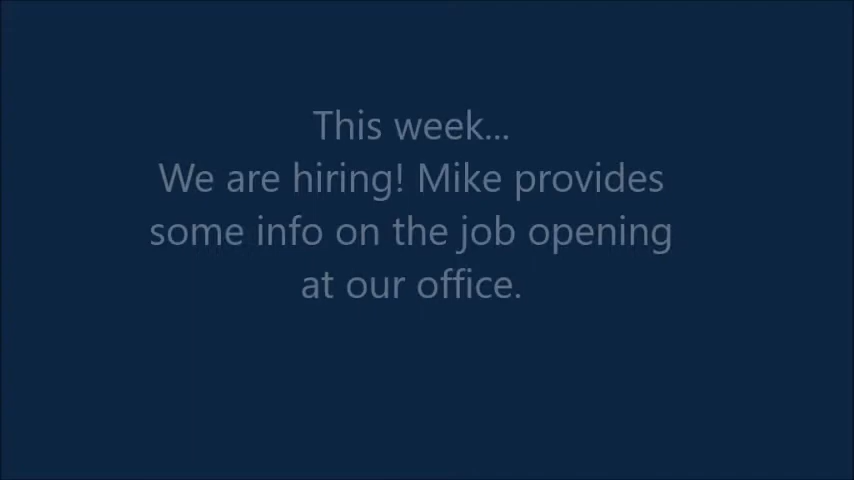 This week...
We are hiring! Mike provides
some info on the job opening
at our office.